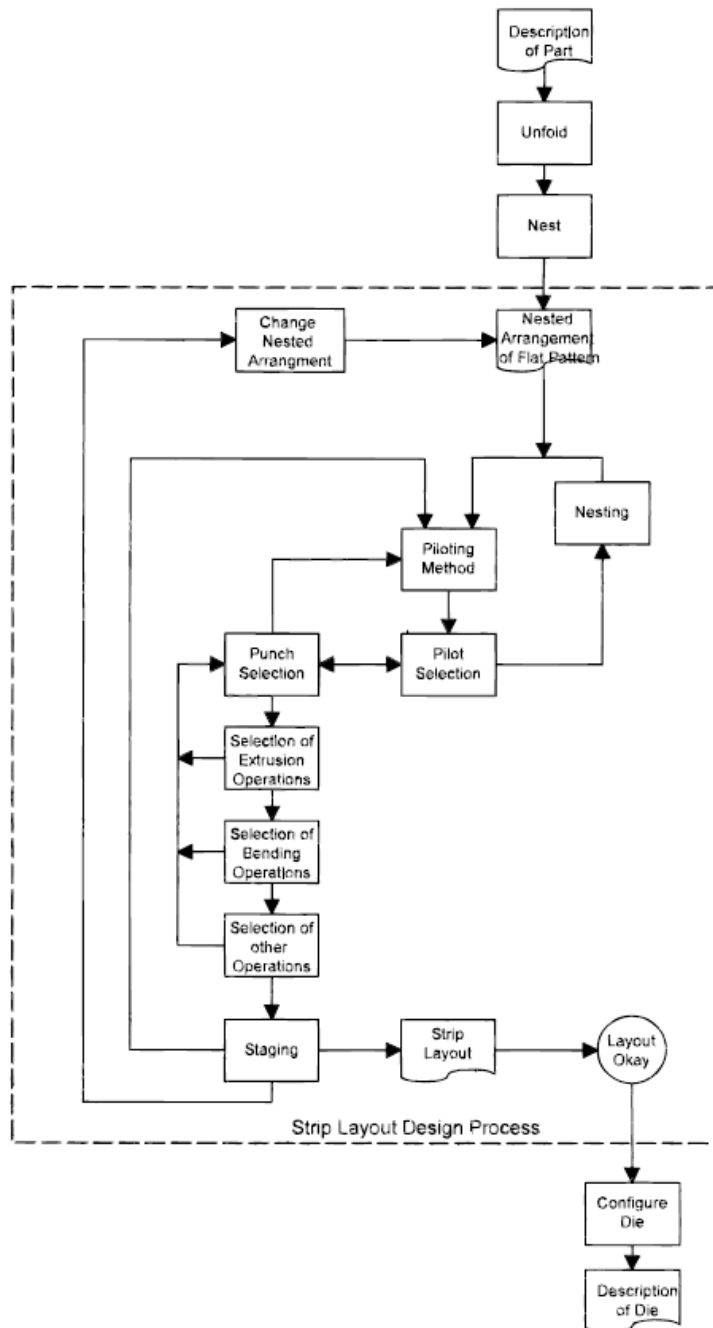 Description
of Part
Unfold
Nest
Change
Nested
Arrangment
Nested
Arrangement
of Flat Pattern
Nesting
Piloting
Method
Punch
Selection
Pilot
Selection
Selection of
Extrusion
Operations
Selection of
Bending
Operations
Selection of
other
Operations
Staging
Strip
Layout
Layout
Okay
Strip Layout Design Process
Configure
Die
Description
of Die